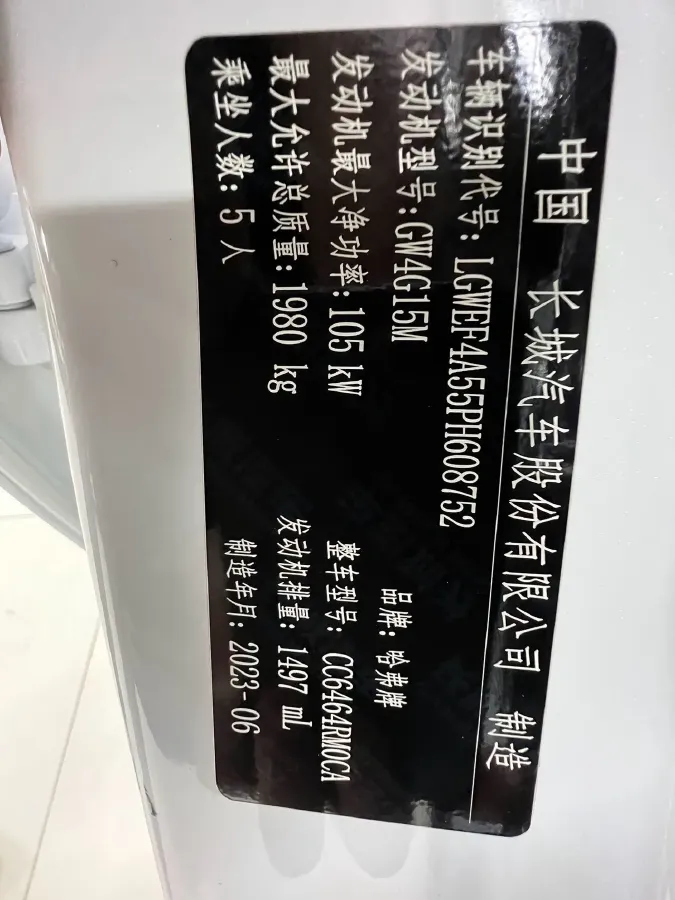 中国 长城汽车股份有限公司 制造
车辆识别代号: LGWEF4A55PH608752
发动机型号: GW4G15M
品牌: 哈弗牌
发动机最大净功率: 105 kW
整车型号: CC6464RM0CA
最大允许总质量: 1980 kg
发动机排量: 1497 mL
乘坐人数: 5 人
制造年月: 2023-06